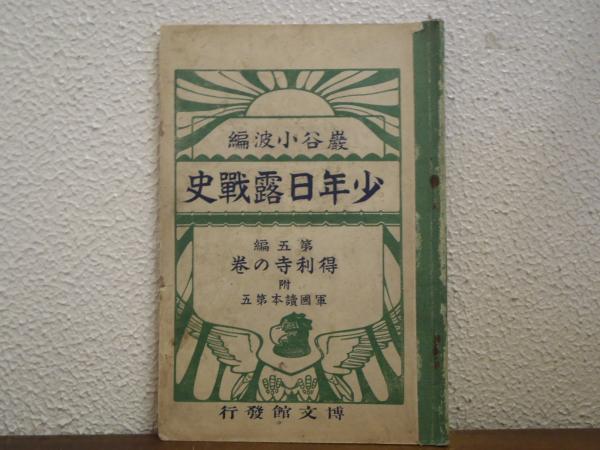 巖谷小波編
少年日露戰史
第五編
得利寺の卷
附
軍國讀本第五
博文館發行